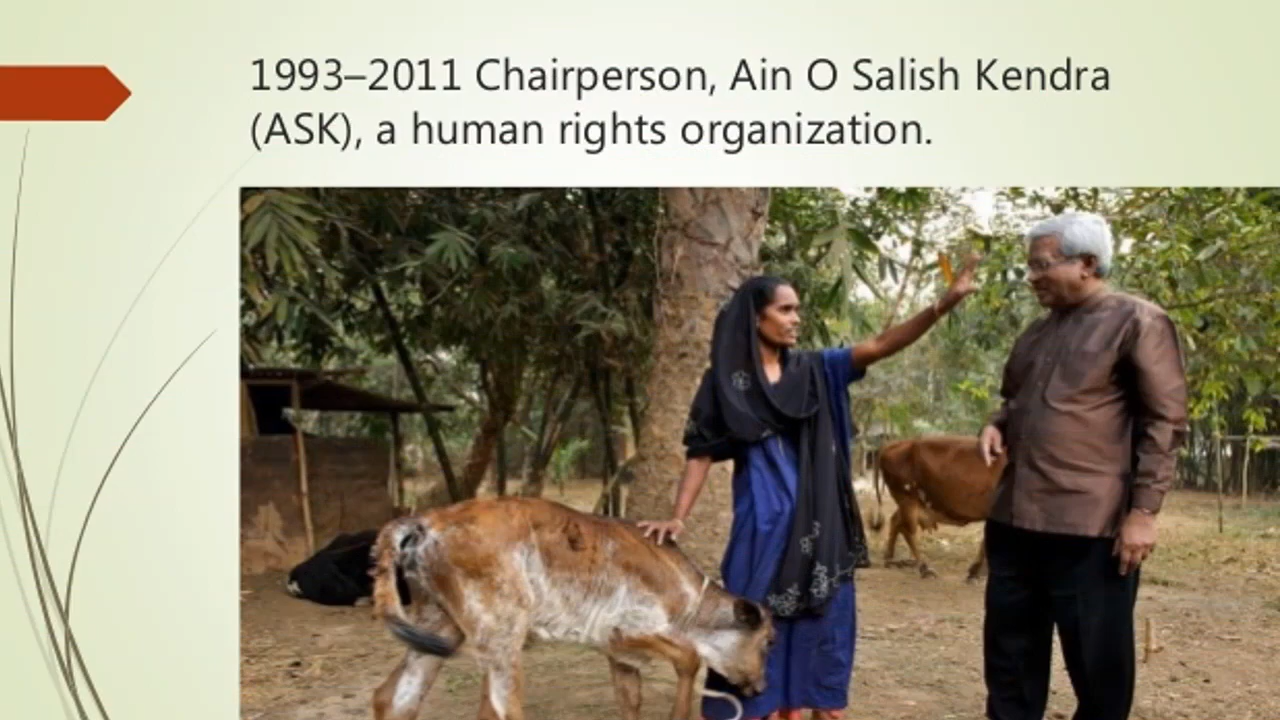 1993–2011 Chairperson, Ain O Salish Kendra
(ASK), a human rights organization.